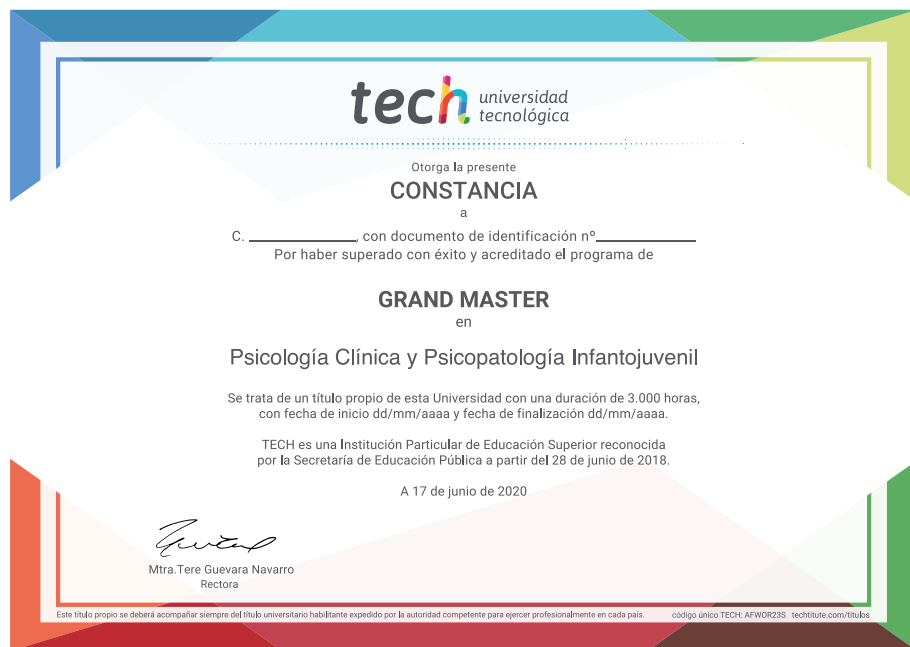 tech universidad
tecnológica
Otorga la presente
CONSTANCIA
a
C. ____________, con documento de identificación nº____________
Por haber superado con éxito y acreditado el programa de
GRAND MASTER
en
Psicología Clínica y Psicopatología Infantojuvenil
Se trata de un título propio de esta Universidad con una duración de 3.000 horas,
con fecha de inicio dd/mm/aaaa y fecha de finalización dd/mm/aaaa.
TECH es una Institución Particular de Educación Superior reconocida
por la Secretaría de Educación Pública a partir del 28 de junio de 2018.
A 17 de junio de 2020
Mtra.Tere Guevara Navarro
Rectora
Este título propio se deberá acompañar siempre del título universitario habilitante expedido por la autoridad competente para ejercer profesionalmente en cada país. código único TECH: AFWOR23S techtitute.com/titulos